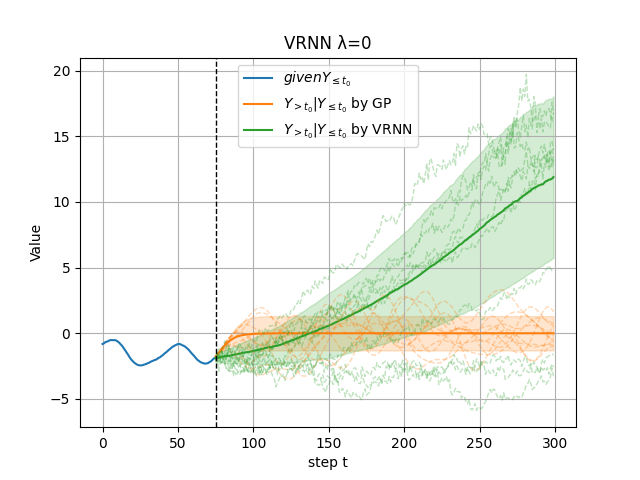 VRNN λ=0
givenY≤t₀
Y>t₀|Y≤t₀ by GP
Y>t₀|Y≤t₀ by VRNN
20
15
10
5
0
−5
Value
0 50 100 150 200 250 300
step t